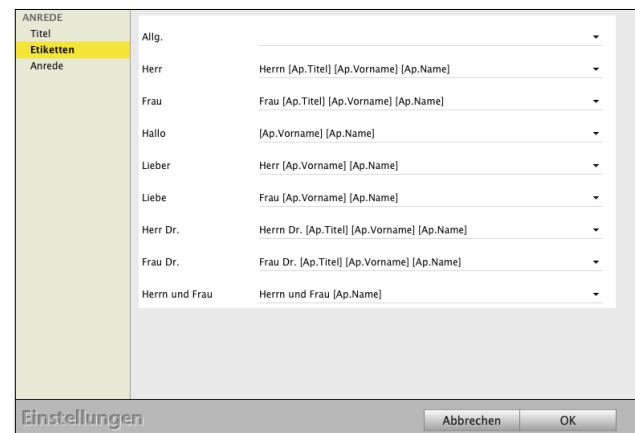 ANREDE
Titel
Etiketten
Anrede
Allg.
Herr Herrn [Ap.Titel] [Ap.Vorname] [Ap.Name]
Frau Frau [Ap.Titel] [Ap.Vorname] [Ap.Name]
Hallo [Ap.Vorname] [Ap.Name]
Lieber Herr [Ap.Vorname] [Ap.Name]
Liebe Frau [Ap.Vorname] [Ap.Name]
Herr Dr. Herrn Dr. [Ap.Titel] [Ap.Vorname] [Ap.Name]
Frau Dr. Frau Dr. [Ap.Titel] [Ap.Vorname] [Ap.Name]
Herrn und Frau Herrn und Frau [Ap.Name]
Einstellungen Abbrechen OK